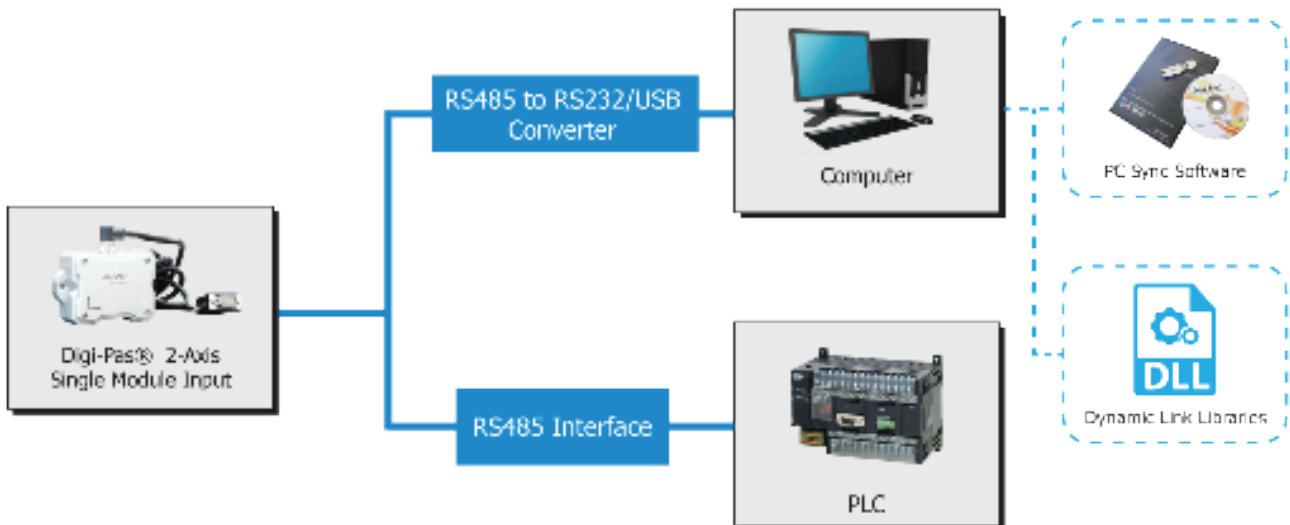 RS485 to RS232/USB
Converter
Computer
PC Sync Software
Digi-Pas® 2-Axis
Single Module Input
DLL
Dynamic Link Libraries
RS485 Interface
PLC